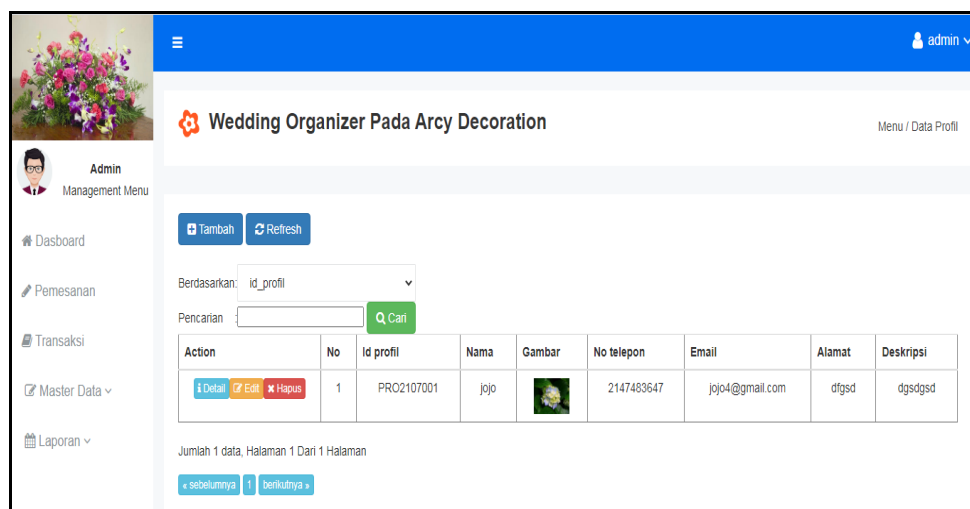 admin
Wedding Organizer Pada Arcy Decoration
Menu / Data Profil
Admin
Management Menu
Dasboard
Pemesanan
Transaksi
Master Data
Laporan
Tambah Refresh
Berdasarkan: id_profil
Pencarian : Cari
Action No Id profil Nama Gambar No telepon Email Alamat Deskripsi
Detail Edit Hapus 1 PRO2107001 jojo 2147483647 jojo4@gmail.com dfgsd dgsdgsd
Jumlah 1 data, Halaman 1 Dari 1 Halaman
« sebelumnya 1 berikutnya »